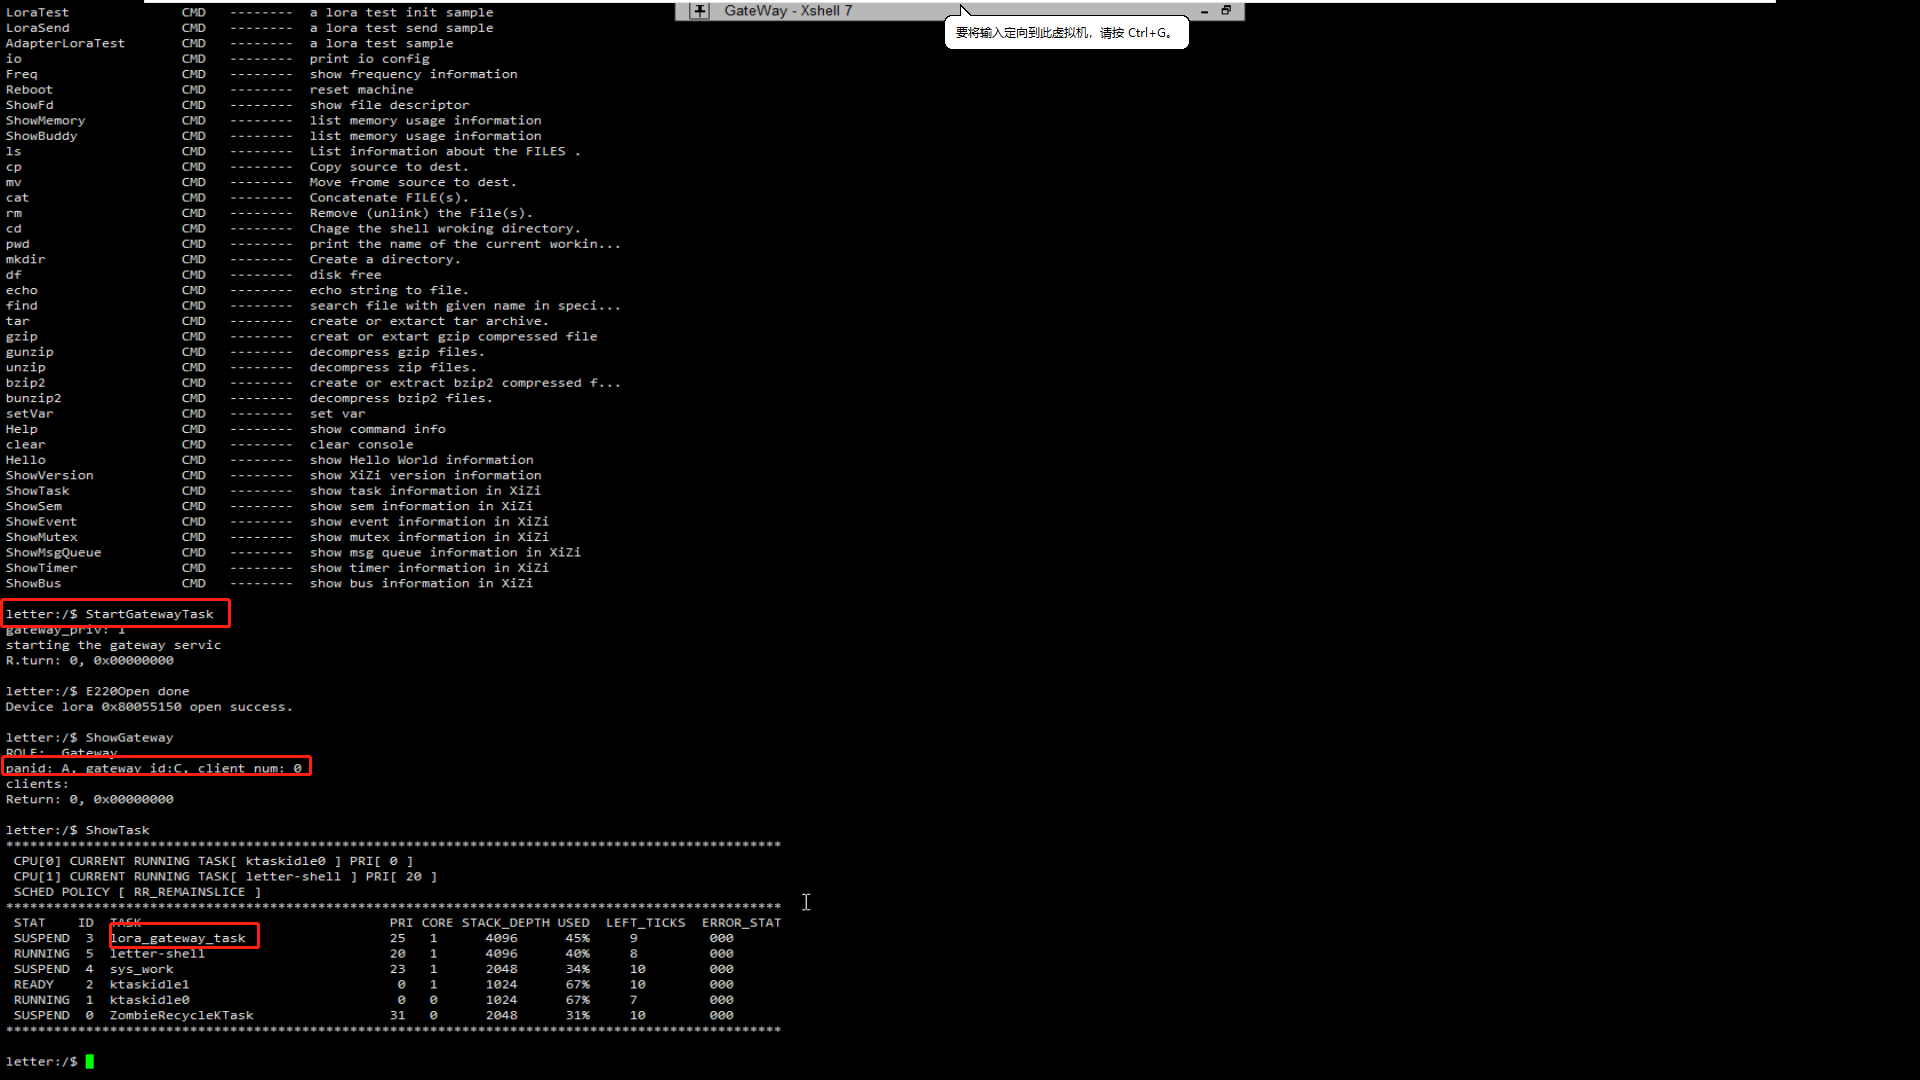 GateWay - Xshell 7
要将输入定向到此虚拟机，请按 Ctrl+G。
LoraTest CMD -------- a lora test init sample
LoraSend CMD -------- a lora test send sample
AdapterLoraTest CMD -------- a lora test sample
io CMD -------- print io config
Freq CMD -------- show frequency information
Reboot CMD -------- reset machine
ShowFd CMD -------- show file descriptor
ShowMemory CMD -------- list memory usage information
ShowBuddy CMD -------- list memory usage information
ls CMD -------- List information about the FILES .
cp CMD -------- Copy source to dest.
mv CMD -------- Move frome source to dest.
cat CMD -------- Concatenate FILE(s).
rm CMD -------- Remove (unlink) the File(s).
cd CMD -------- Chage the shell wroking directory.
pwd CMD -------- print the name of the current workin...
mkdir CMD -------- Create a directory.
df CMD -------- disk free
echo CMD -------- echo string to file.
find CMD -------- search file with given name in speci...
tar CMD -------- create or extarct tar archive.
gzip CMD -------- creat or extart gzip compressed file
gunzip CMD -------- decompress gzip files.
unzip CMD -------- decompress zip files.
bzip2 CMD -------- create or extract bzip2 compressed f...
bunzip2 CMD -------- decompress bzip2 files.
setVar CMD -------- set var
Help CMD -------- show command info
clear CMD -------- clear console
Hello CMD -------- show Hello World information
ShowVersion CMD -------- show XiZi version information
ShowTask CMD -------- show task information in XiZi
ShowSem CMD -------- show sem information in XiZi
ShowEvent CMD -------- show event information in XiZi
ShowMutex CMD -------- show mutex information in XiZi
ShowMsgQueue CMD -------- show msg queue information in XiZi
ShowTimer CMD -------- show timer information in XiZi
ShowBus CMD -------- show bus information in XiZi
letter:/$ StartGatewayTask
gateway_priv: 1
starting the gateway servic
R.turn: 0, 0x00000000
letter:/$ E220Open done
Device lora 0x80055150 open success.
letter:/$ ShowGateway
ROLE: Gateway
panid: A, gateway id:C, client num: 0
clients:
Return: 0, 0x00000000
letter:/$ ShowTask
*************************************************************************************************
CPU[0] CURRENT RUNNING TASK[ ktaskidle0 ] PRI[ 0 ]
CPU[1] CURRENT RUNNING TASK[ letter-shell ] PRI[ 20 ]
SCHED POLICY [ RR_REMAINSLICE ]
*************************************************************************************************
STAT ID TASK PRI CORE STACK_DEPTH USED LEFT_TICKS ERROR_STAT
SUSPEND 3 lora_gateway_task 25 1 4096 45% 9 000
RUNNING 5 letter-shell 20 1 4096 40% 8 000
SUSPEND 4 sys_work 23 1 2048 34% 10 000
READY 2 ktaskidle1 0 1 1024 67% 10 000
RUNNING 1 ktaskidle0 0 0 1024 67% 7 000
SUSPEND 0 ZombieRecycleKTask 31 0 2048 31% 10 000
*************************************************************************************************
letter:/$